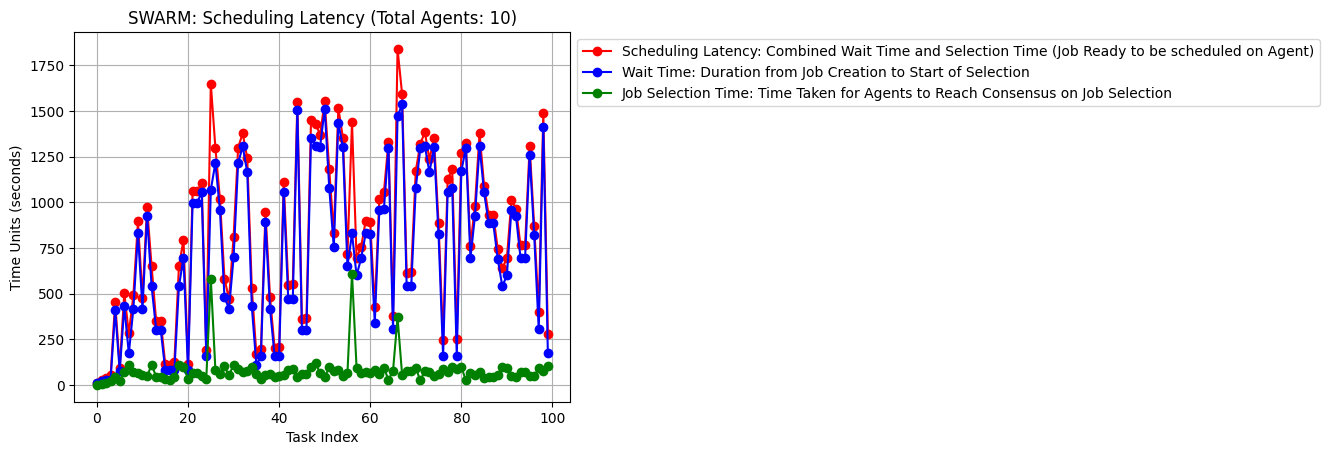 SWARM: Scheduling Latency (Total Agents: 10)
Scheduling Latency: Combined Wait Time and Selection Time (Job Ready to be scheduled on Agent)
Wait Time: Duration from Job Creation to Start of Selection
Job Selection Time: Time Taken for Agents to Reach Consensus on Job Selection
Time Units (seconds)
1750
1500
1250
1000
750
500
250
0
0 20 40 60 80 100
Task Index